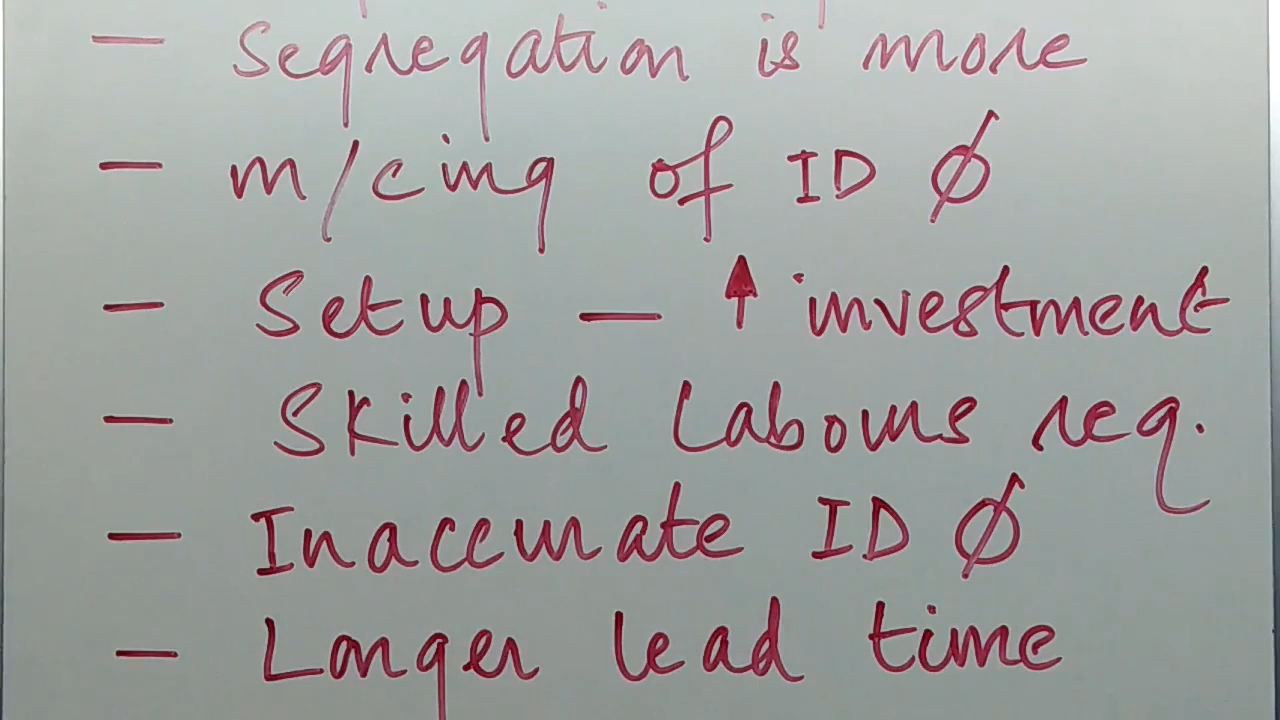 - Segregation is more
- m/cing of ID ϕ
- Setup - ↑ investment
- Skilled Labours req.
- Inaccurate ID ϕ
- Longer lead time